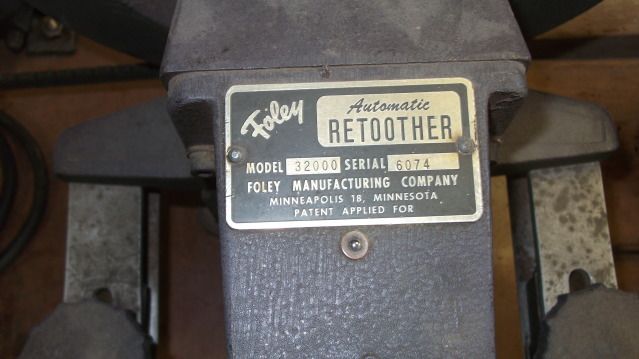 Foley
Automatic
RETOOTHER
MODEL 32000 SERIAL 6074
FOLEY MANUFACTURING COMPANY
MINNEAPOLIS 18, MINNESOTA
PATENT APPLIED FOR